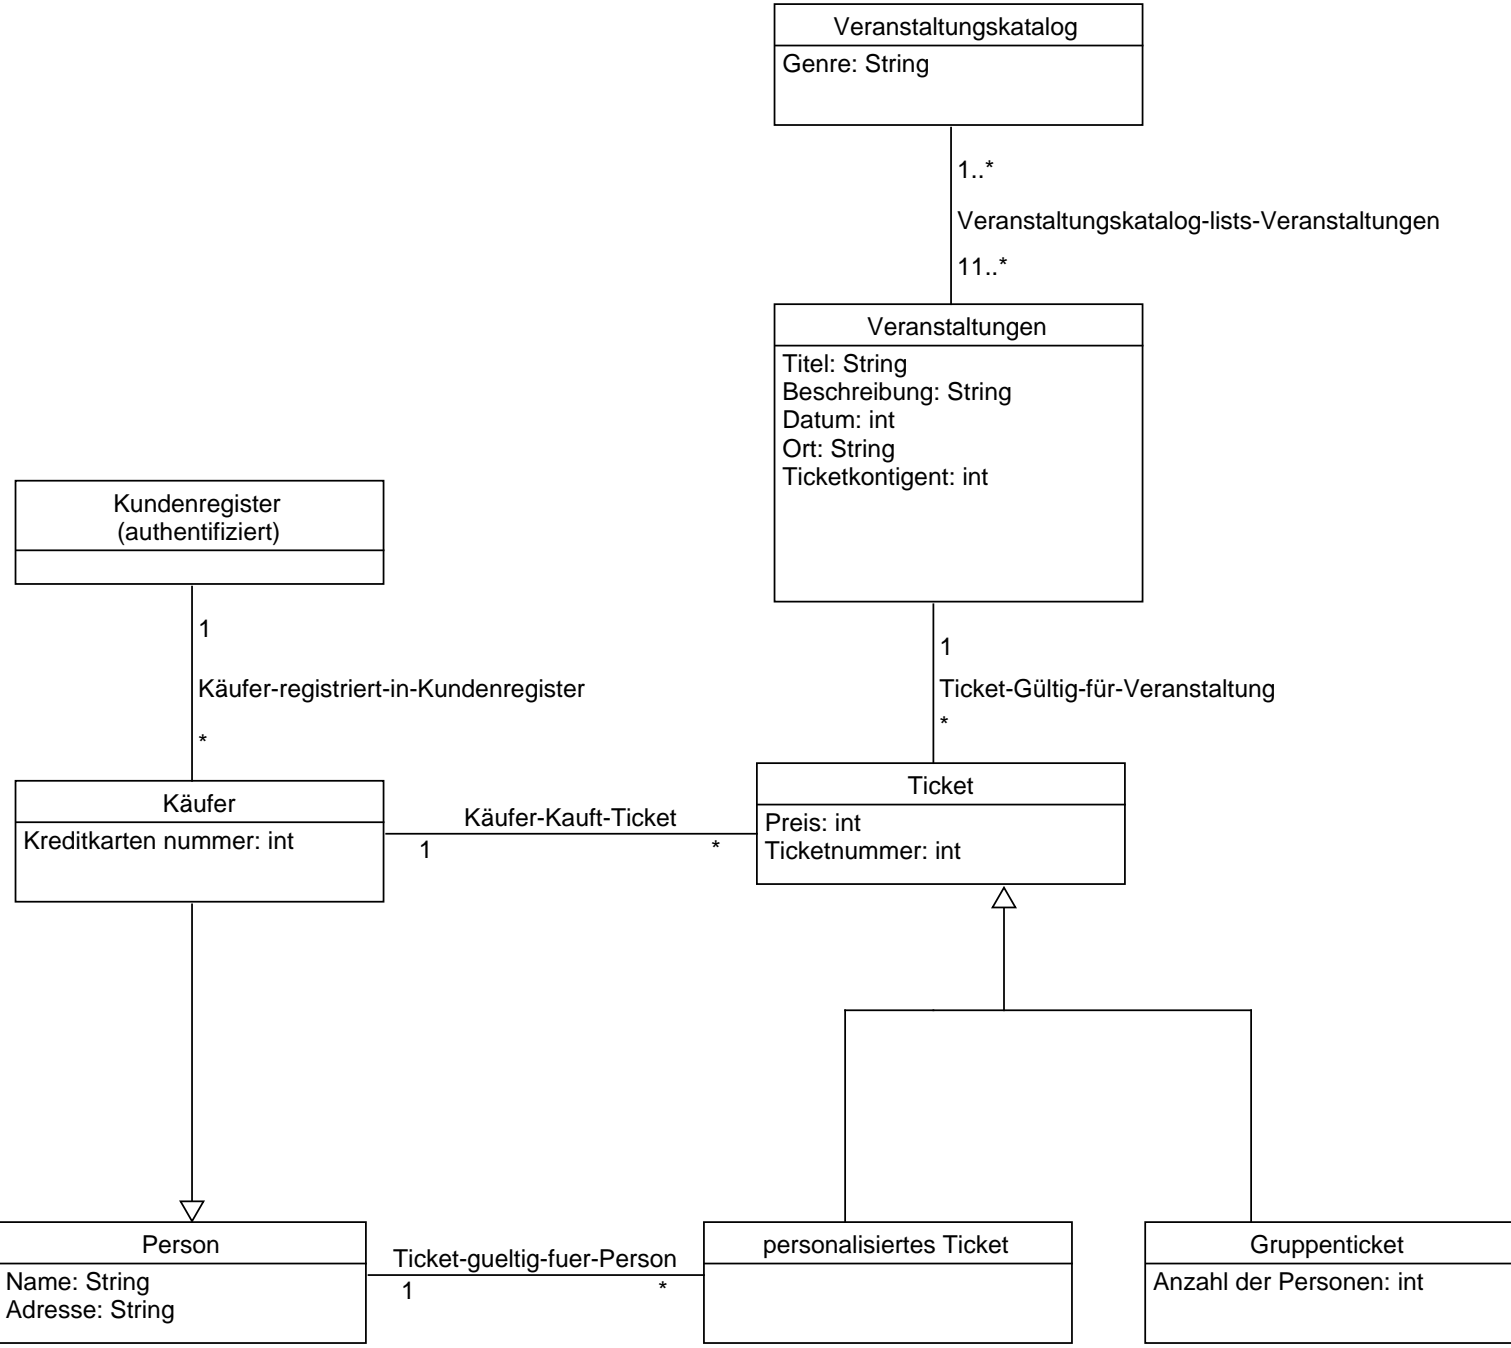 Veranstaltungskatalog
Genre: String
1..*
Veranstaltungskatalog-lists-Veranstaltungen
11..*
Veranstaltungen
Titel: String
Beschreibung: String
Datum: int
Ort: String
Ticketkontigent: int
Kundenregister
(authentifiziert)
1
Käufer-registriert-in-Kundenregister
*
1
Ticket-Gültig-für-Veranstaltung
*
Käufer
Kreditkarten nummer: int
Käufer-Kauft-Ticket
1
*
Ticket
Preis: int
Ticketnummer: int
Person
Name: String
Adresse: String
Ticket-gueltig-fuer-Person
1
*
personalisiertes Ticket
Gruppenticket
Anzahl der Personen: int